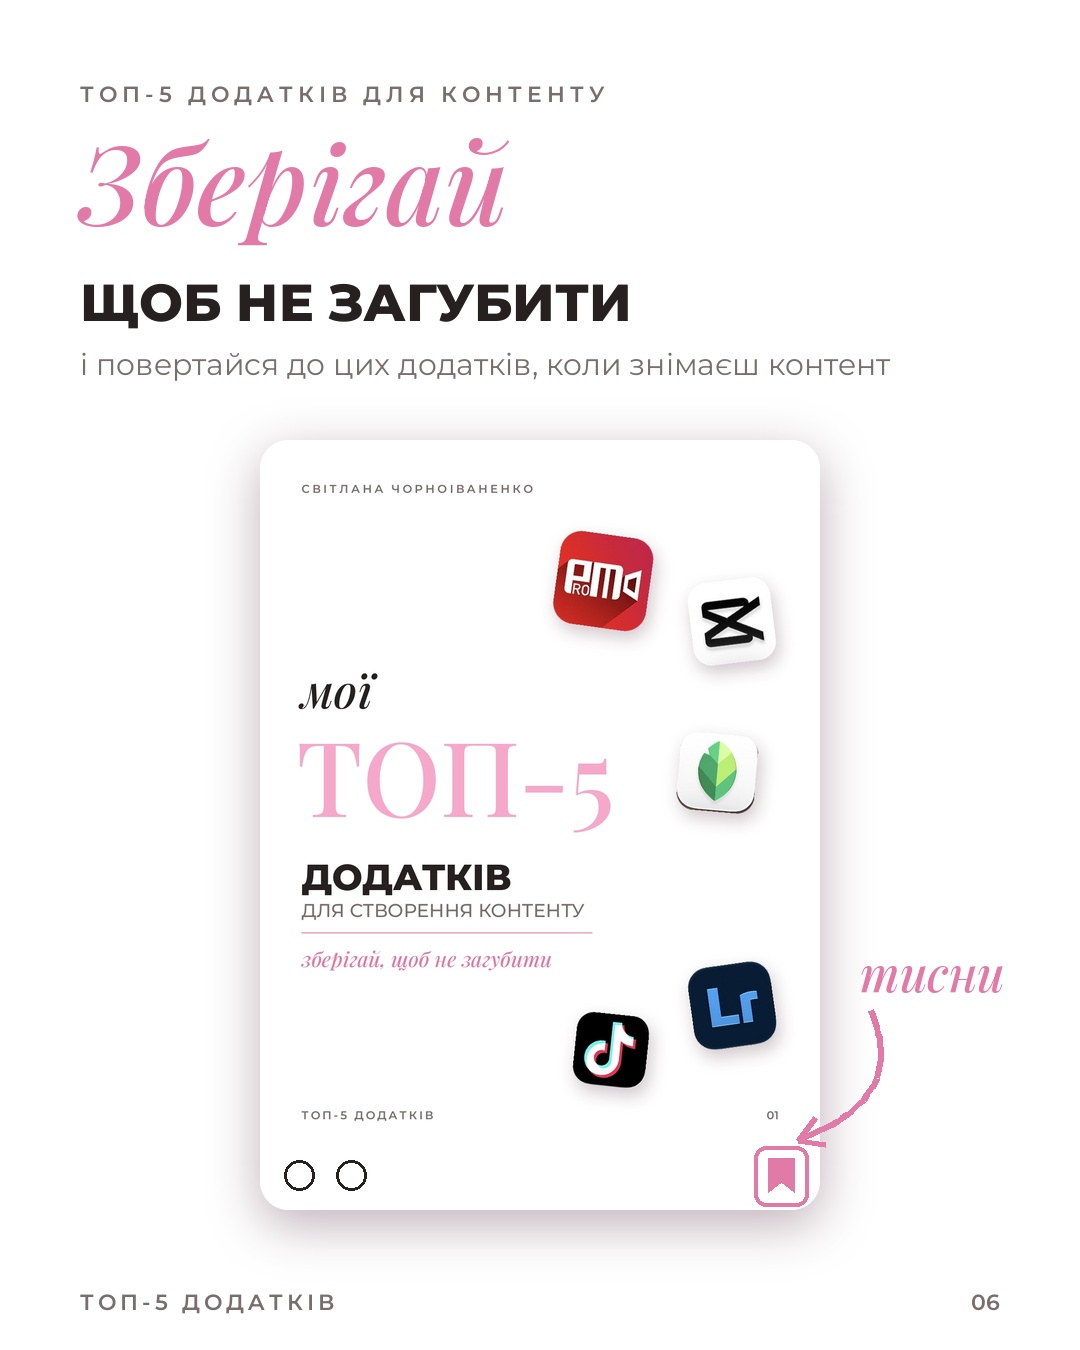 ТОП-5 ДОДАТКІВ ДЛЯ КОНТЕНТУ
Зберігай
ЩОБ НЕ ЗАГУБИТИ
і повертайся до цих додатків, коли знімаєш контент
СВІТЛАНА ЧОРНОІВАНЕНКО
PRO M
мої
ТОП-5
ДОДАТКІВ
ДЛЯ СТВОРЕННЯ КОНТЕНТУ
зберігай, щоб не загубити
Lr
тисни
ТОП-5 ДОДАТКІВ
01
ТОП-5 ДОДАТКІВ
06